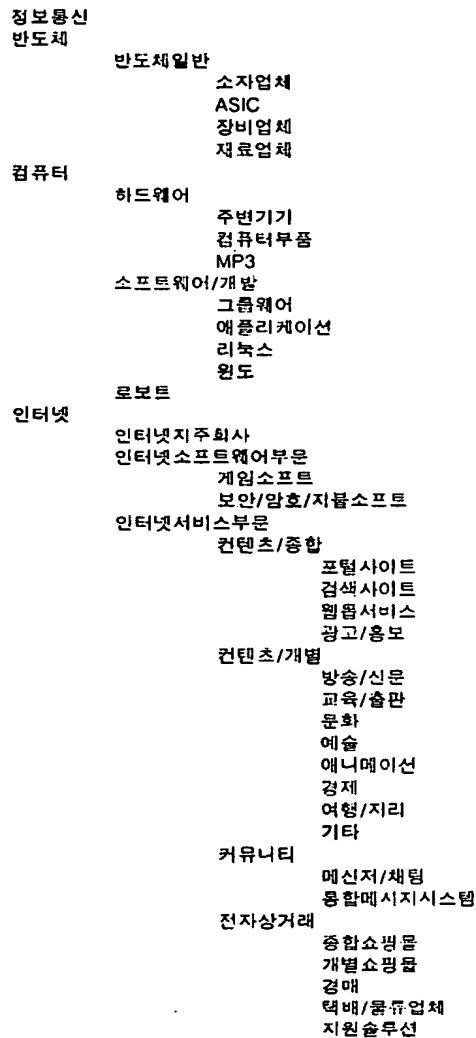 정보통신
반도체
반도체일반
소자업체
ASIC
장비업체
재료업체
컴퓨터
하드웨어
주변기기
컴퓨터부품
MP3
소프트웨어/개발
그룹웨어
애플리케이션
리눅스
윈도
로보트
인터넷
인터넷지주회사
인터넷소프트웨어부문
게임소프트
보안/암호/지불소프트
인터넷서비스부문
컨텐츠/종합
포털사이트
검색사이트
웹몹서비스
광고/홍보
컨텐츠/개별
방송/신문
교육/출판
문화
예술
애니메이션
경제
여행/지리
기타
커뮤니티
메신저/채팅
통합메시지시스템
전자상거래
종합쇼핑몰
개별쇼핑몰
경매
택배/물류업체
지원솔루션